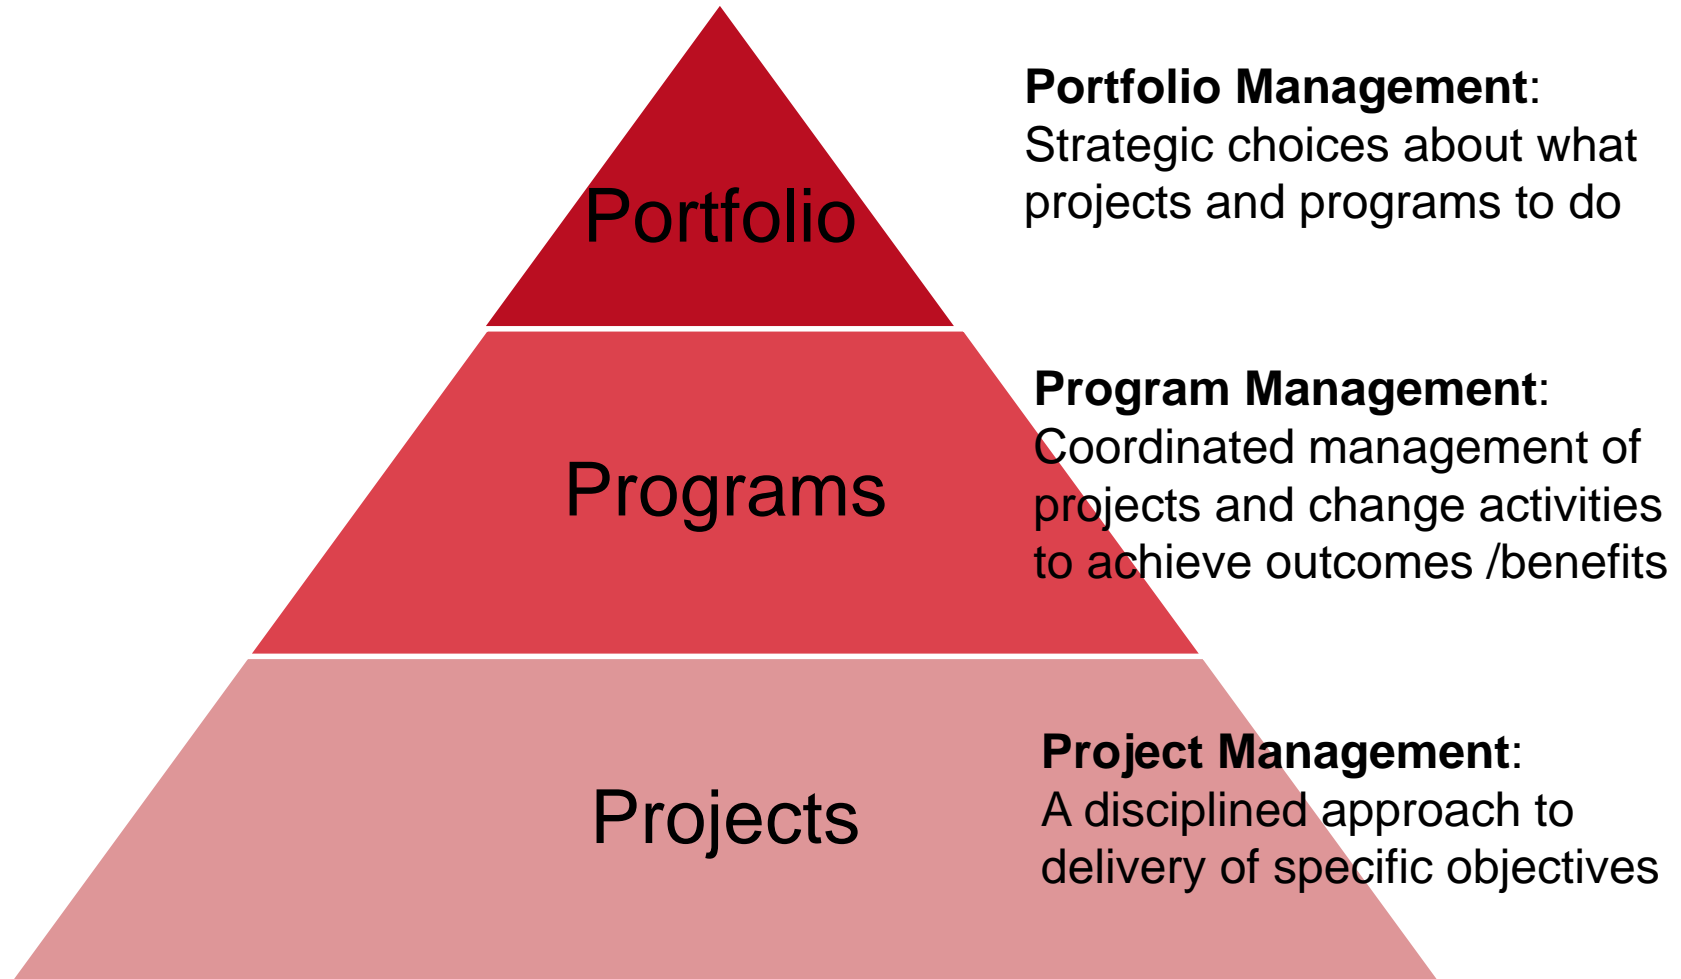 Portfolio
Portfolio Management:
Strategic choices about what
projects and programs to do
Programs
Program Management:
Coordinated management of
projects and change activities
to achieve outcomes /benefits
Projects
Project Management:
A disciplined approach to
delivery of specific objectives